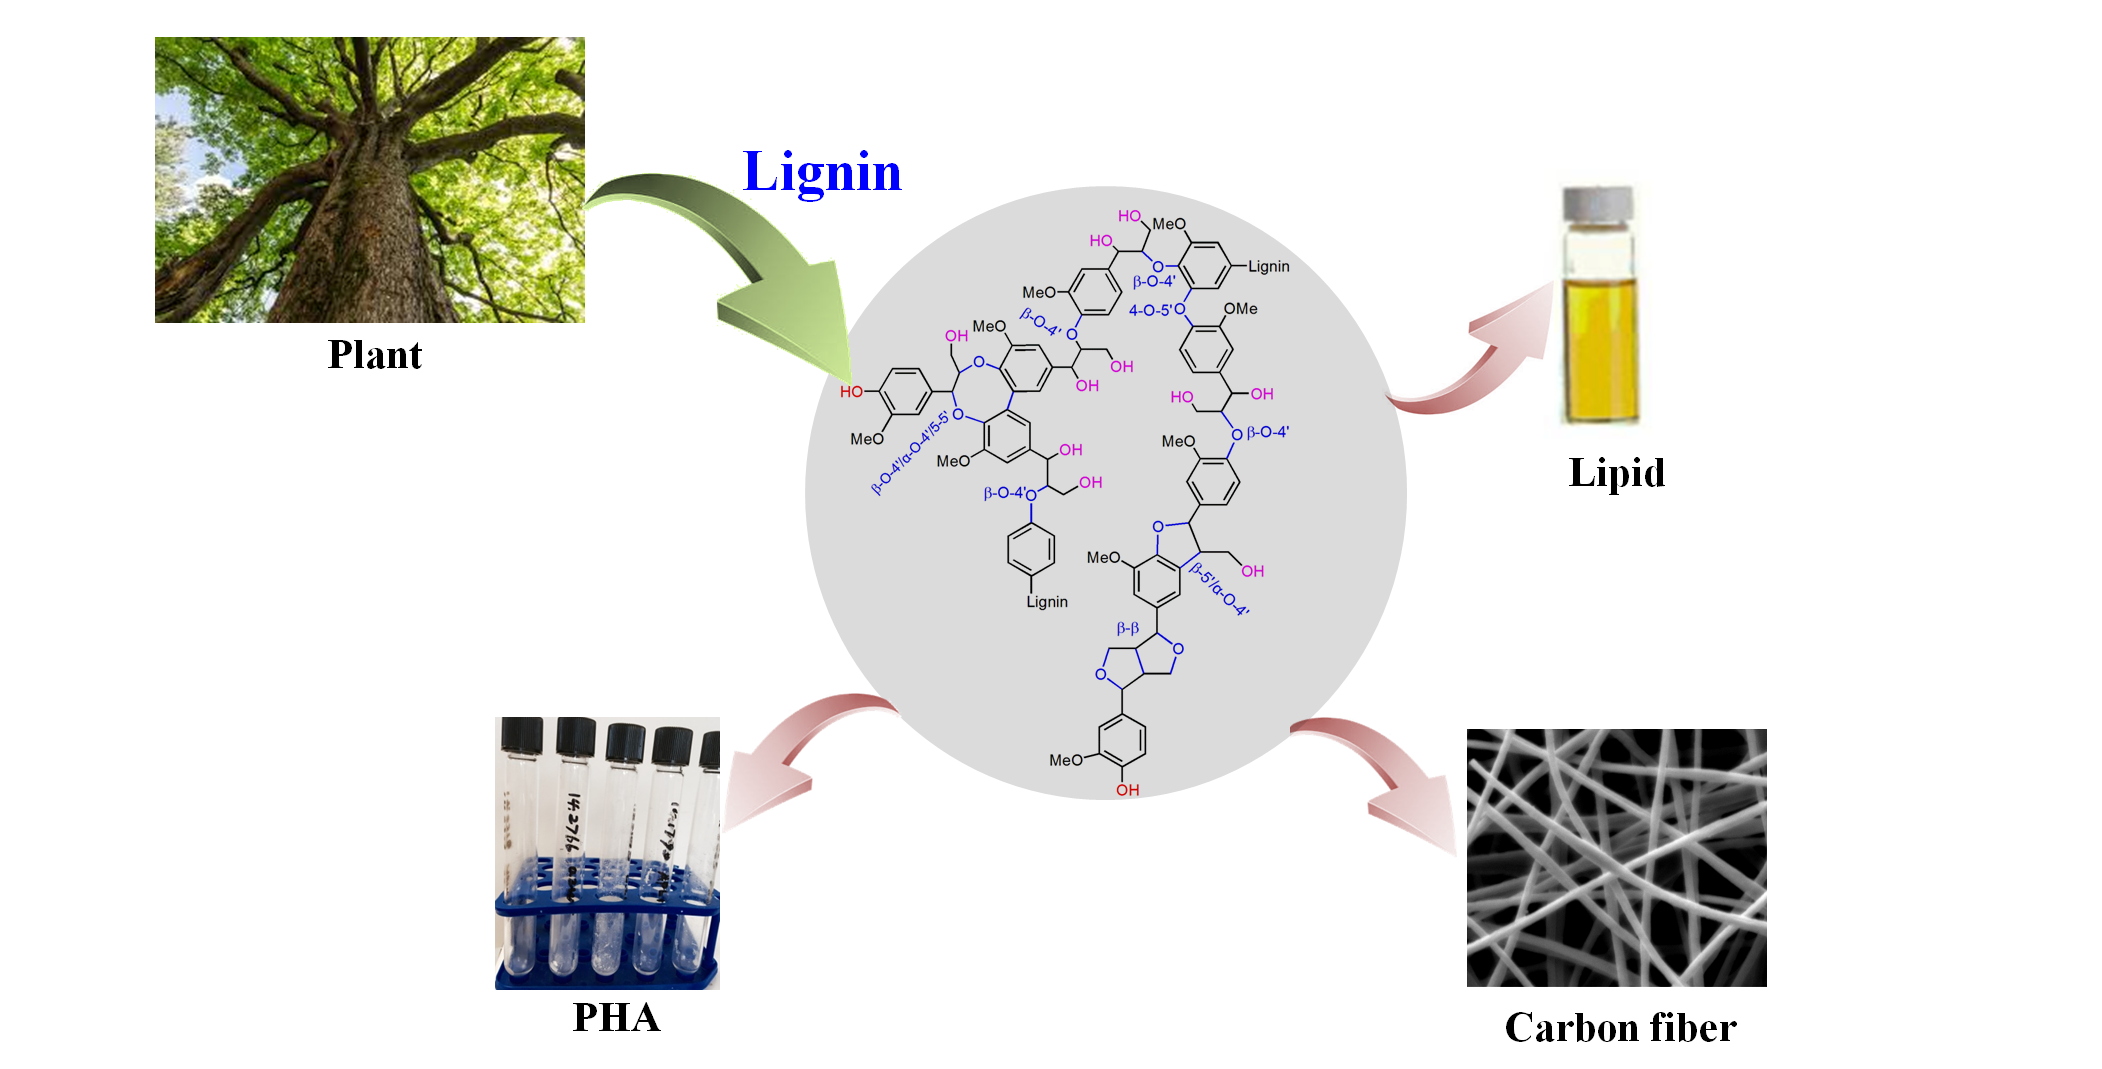 Plant
Lignin
HO
MeO
HO
O
β-O-4'
Lignin
MeO
β-O-4'
O
4-O-5'
O
OMe
MeO
OH
O
OH
OH
HO
MeO
O
β-O-4'/α-O-4'/5-5'
MeO
OH
OH
β-O-4'
O
Lignin
HO
OH
O
β-O-4'
MeO
O
MeO
OH
β-5'/α-O-4'
β-β
O
O
MeO
OH
Lipid
14,2766
PHA
Carbon fiber